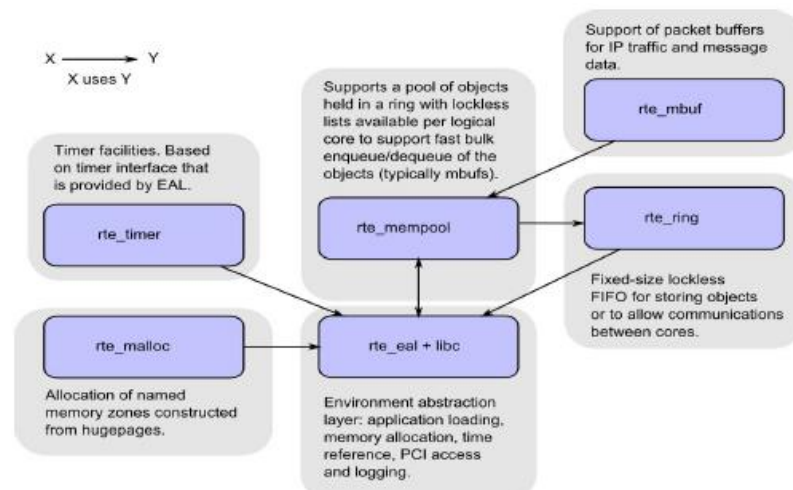 X
Y
X uses Y
Support of packet buffers
for IP traffic and message
data.
rte_mbuf
Supports a pool of objects
held in a ring with lockless
lists available per logical
core to support fast bulk
enqueue/dequeue of the
objects (typically mbufs).
rte_mempool
Timer facilities. Based
on timer interface that
is provided by EAL.
rte_timer
rte_ring
Fixed-size lockless
FIFO for storing objects
or to allow communications
between cores.
rte_malloc
Allocation of named
memory zones constructed
from hugepages.
rte_eal + libc
Environment abstraction
layer: application loading,
memory allocation, time
reference, PCI access
and logging.